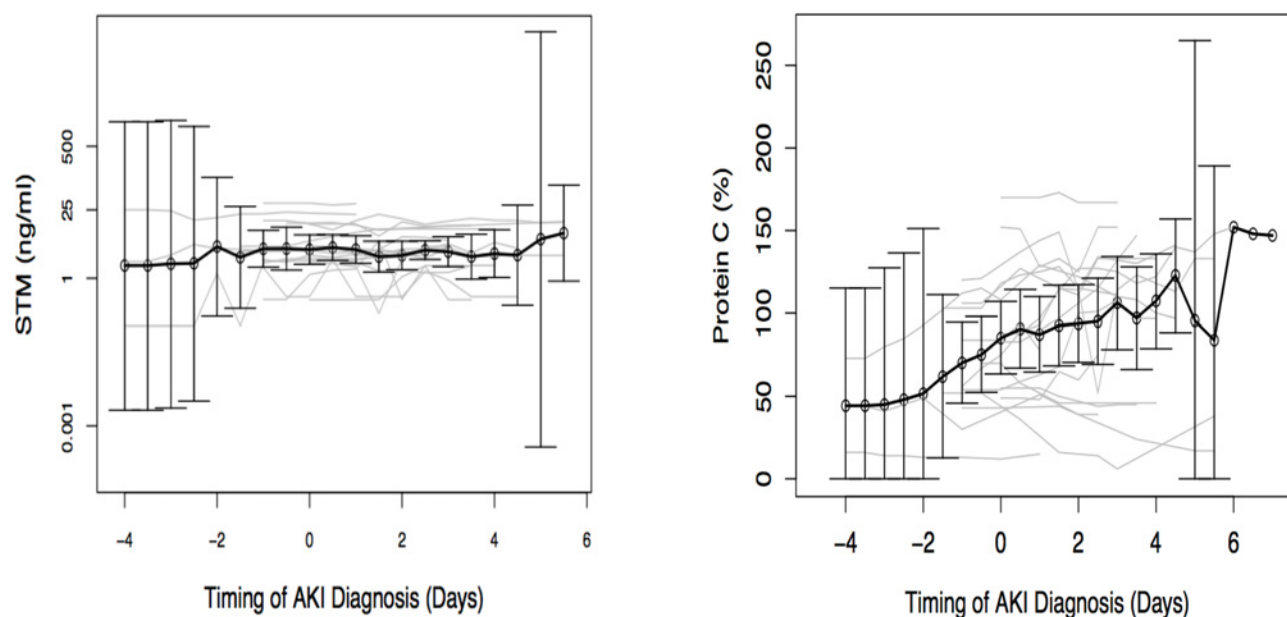 STM (ng/ml)
500
25
1
0.001
−4 −2 0 2 4 6
Timing of AKI Diagnosis (Days)
Protein C (%)
250
200
150
100
50
0
−4 −2 0 2 4 6
Timing of AKI Diagnosis (Days)